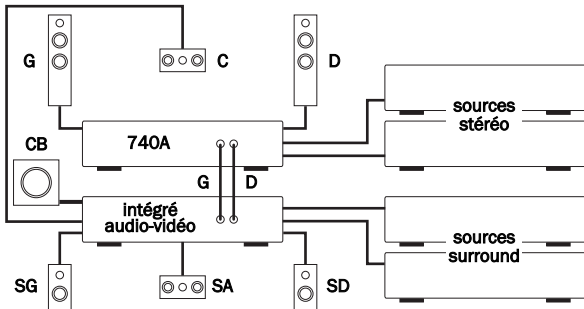 G
C
D
740A
sources
stéréo
CB
G
D
intégré
audio-vidéo
sources
surround
SG
SA
SD